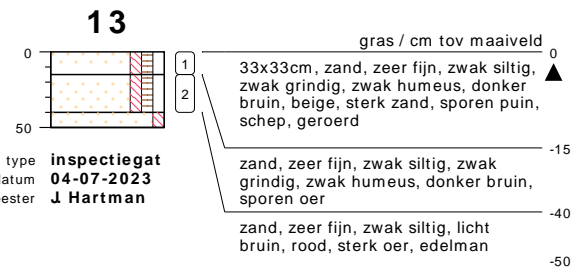 13
gras / cm tov maaiveld
0
0
1
2
50
33x33cm, zand, zeer fijn, zwak siltig,
zwak grindig, zwak humeus, donker
bruin, beige, sterk zand, sporen puin,
schep, geroerd
-15
zand, zeer fijn, zwak siltig, zwak
grindig, zwak humeus, donker bruin,
sporen oer
-40
zand, zeer fijn, zwak siltig, licht
bruin, rood, sterk oer, edelman
-50
type inspectiegat
atum 04-07-2023
ester J. Hartman